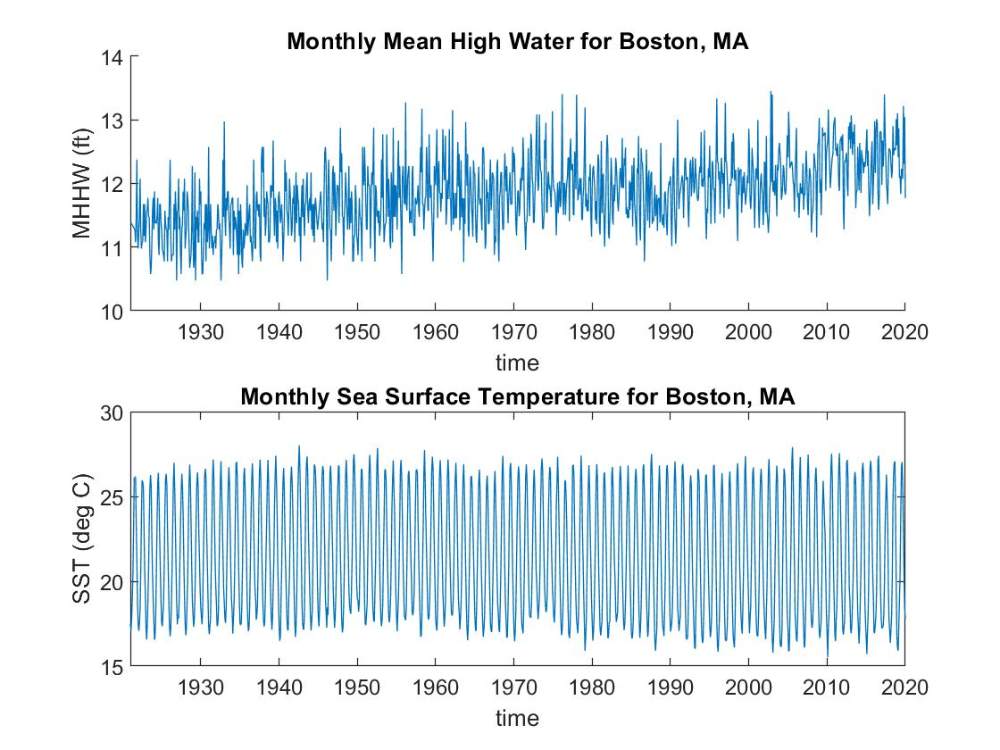 Monthly Mean High Water for Boston, MA
14
13
12
11
10
MHHW (ft)
1930 1940 1950 1960 1970 1980 1990 2000 2010 2020
time
Monthly Sea Surface Temperature for Boston, MA
30
25
20
15
SST (deg C)
1930 1940 1950 1960 1970 1980 1990 2000 2010 2020
time